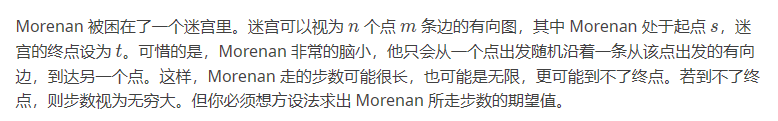 Morenan 被困在了一个迷宫里。迷宫可以视为 n 个点 m 条边的有向图，其中 Morenan 处于起点 s，迷
宫的终点设为 t。可惜的是，Morenan 非常的脑小，他只会从一个点出发随机沿着一条从该点出发的有向
边，到达另一个点。这样，Morenan 走的步数可能很长，也可能是无限，更可能到不了终点。若到不了终
点，则步数视为无穷大。但你必须想方设法求出 Morenan 所走步数的期望值。